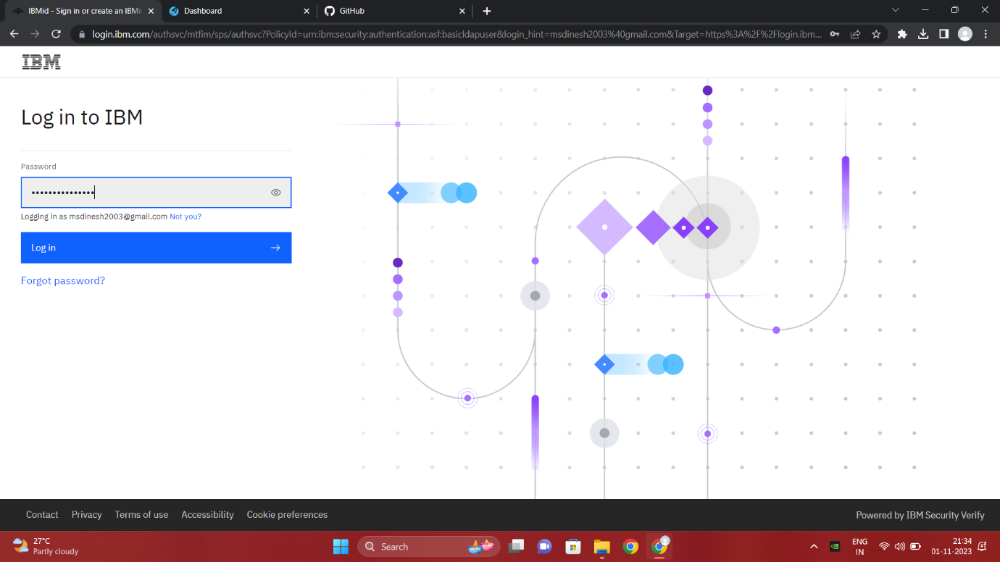 IBMid - Sign in or create an IBMi
Dashboard
GitHub
login.ibm.com/authsvc/mtfim/sps/authsvc?PolicyId=urn:ibm:security:authentication:asf:basicldapuser&login_hint=msdinesh2003%40gmail.com&Target=https%3A%2F%2Flogin.ibm...
IBM
Log in to IBM
Password
Logging in as msdinesh2003@gmail.com Not you?
Log in
Forgot password?
Contact Privacy Terms of use Accessibility Cookie preferences
Powered by IBM Security Verify
27°C
Partly cloudy
Search
ENG
IN
21:34
01-11-2023